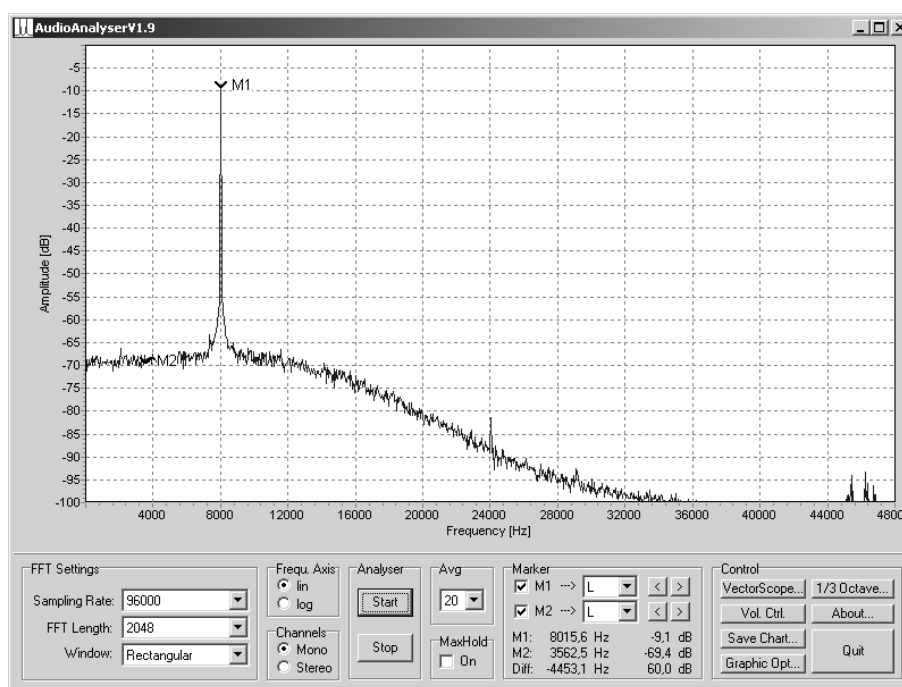 AudioAnalyserV1.9
M1
M2
Amplitude [dB]
-5
-10
-15
-20
-25
-30
-35
-40
-45
-50
-55
-60
-65
-70
-75
-80
-85
-90
-95
-100
4000 8000 12000 16000 20000 24000 28000 32000 36000 40000 44000 4800
Frequency [Hz]
FFT Settings
Sampling Rate: 96000
FFT Length: 2048
Window: Rectangular
Frequ. Axis
lin
log
Channels
Mono
Stereo
Analyser
Start
Stop
Avg
20
MaxHold
On
Marker
M1 ---> L < >
M2 ---> L < >
M1: 8015,6 Hz -9,1 dB
M2: 3562,5 Hz -69,4 dB
Diff: -4453,1 Hz 60,0 dB
Control
VectorScope... 1/3 Octave...
Vol. Ctrl. About...
Save Chart...
Graphic Opt...
Quit